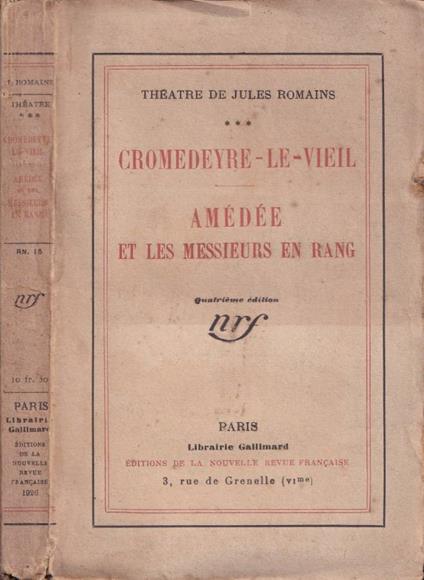 J. ROMAINS
THÉATRE
***
CROMEDEYRE
LE-VIEIL
AMÉDÉE
ET LES
MESSIEURS
EN RANG
RN. 15
nrf
10 fr. 50
PARIS
Librairie
Gallimard
ÉDITIONS
DE LA
NOUVELLE
REVUE
FRANÇAISE
1926
THÉATRE DE JULES ROMAINS
***
CROMEDEYRE-LE-VIEIL
AMÉDÉE
ET LES MESSIEURS EN RANG
Quatrième édition
nrf
PARIS
Librairie Gallimard
ÉDITIONS DE LA NOUVELLE REVUE FRANÇAISE
3, rue de Grenelle (VIme)